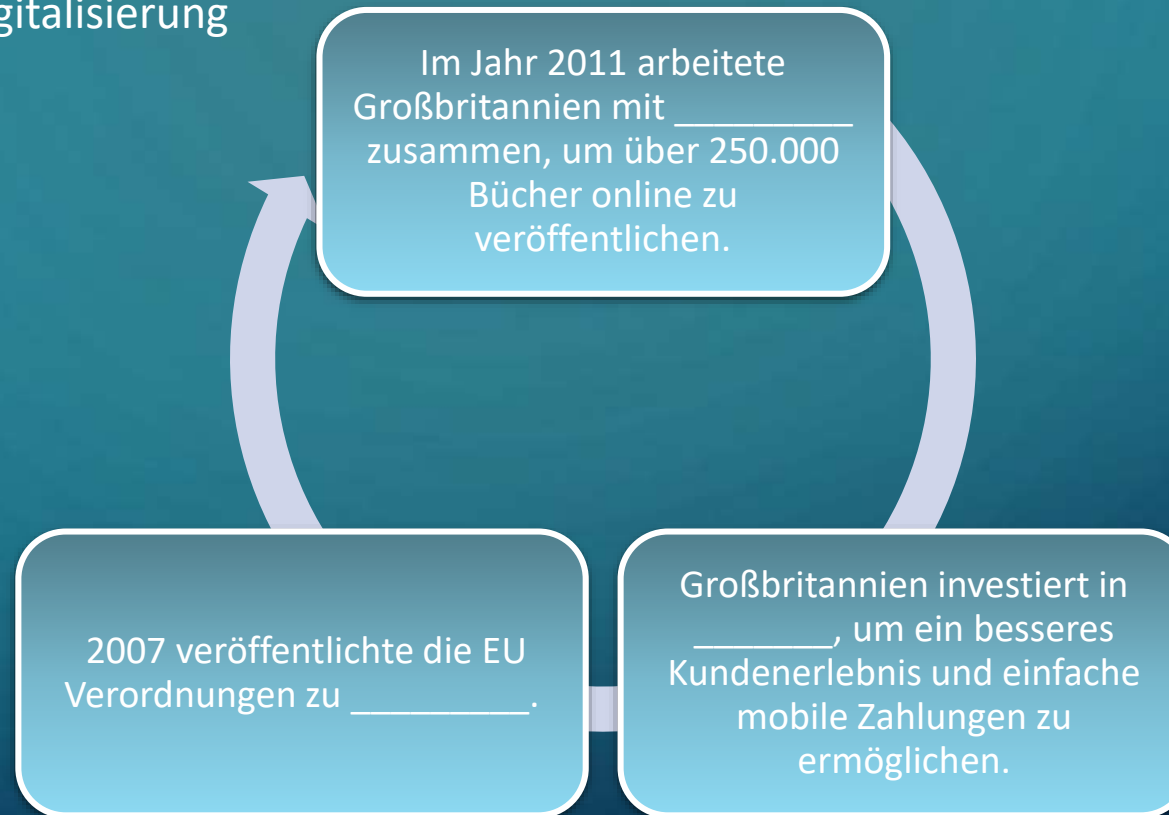 gitalisierung
Im Jahr 2011 arbeitete
Großbritannien mit _________
zusammen, um über 250.000
Bücher online zu
veröffentlichen.
Großbritannien investiert in
_______, um ein besseres
Kundenerlebnis und einfache
mobile Zahlungen zu
ermöglichen.
2007 veröffentlichte die EU
Verordnungen zu _________.